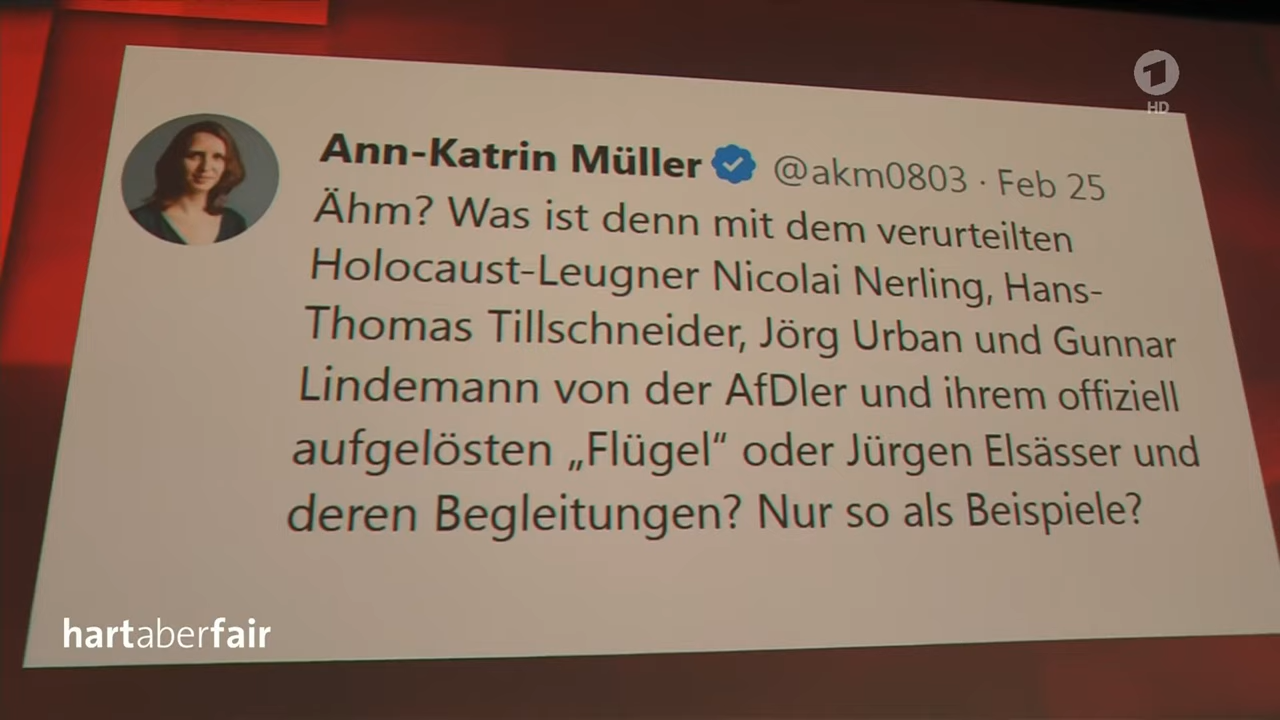 1
HD
Ann-Katrin Müller @akm0803 · Feb 25
Ähm? Was ist denn mit dem verurteilten
Holocaust-Leugner Nicolai Nerling, Hans-
Thomas Tillschneider, Jörg Urban und Gunnar
Lindemann von der AfDler und ihrem offiziell
aufgelösten „Flügel“ oder Jürgen Elsässer und
deren Begleitungen? Nur so als Beispiele?
hartaberfair